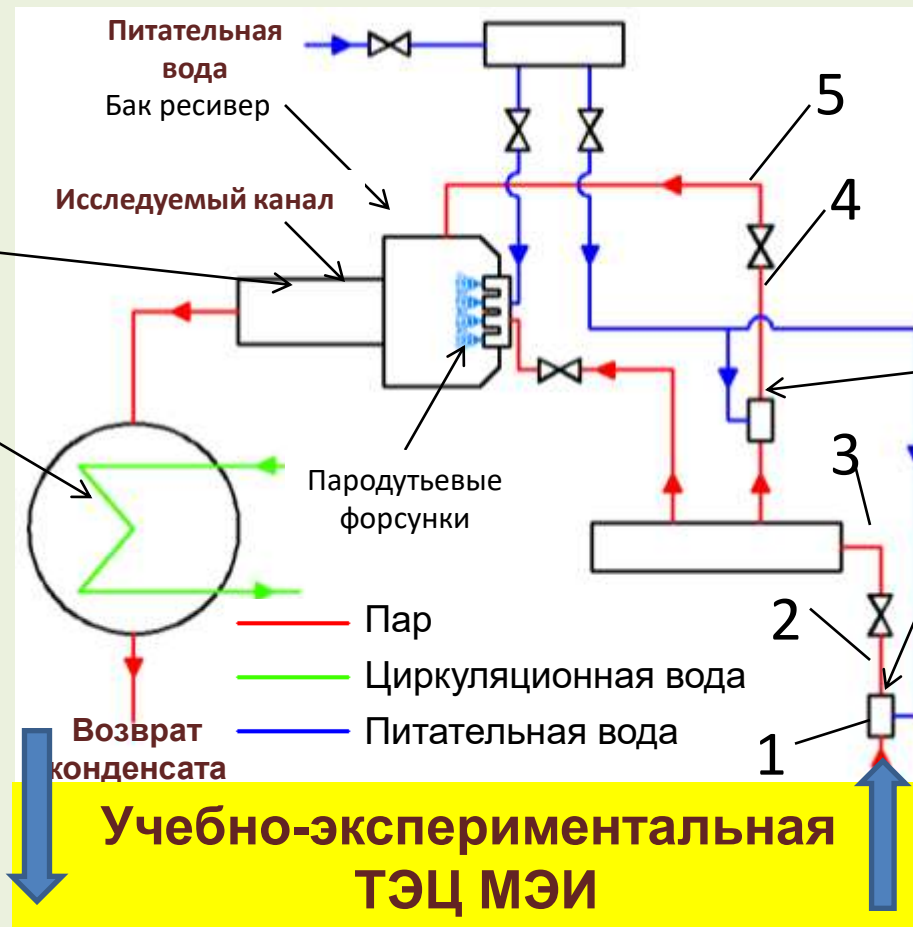 Питательная
вода
Бак ресивер
5
4
Исследуемый канал
Пародутьевые
форсунки
3
Пар
2
Циркуляционная вода
Питательная вода
1
Возврат
конденсата
Учебно-экспериментальная
ТЭЦ МЭИ